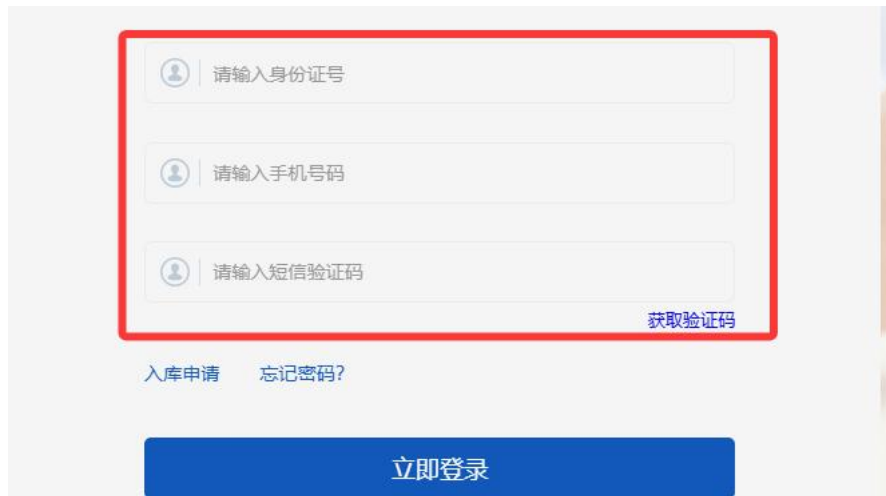 请输入身份证号
请输入手机号码
请输入短信验证码
获取验证码
入库申请 忘记密码?
立即登录